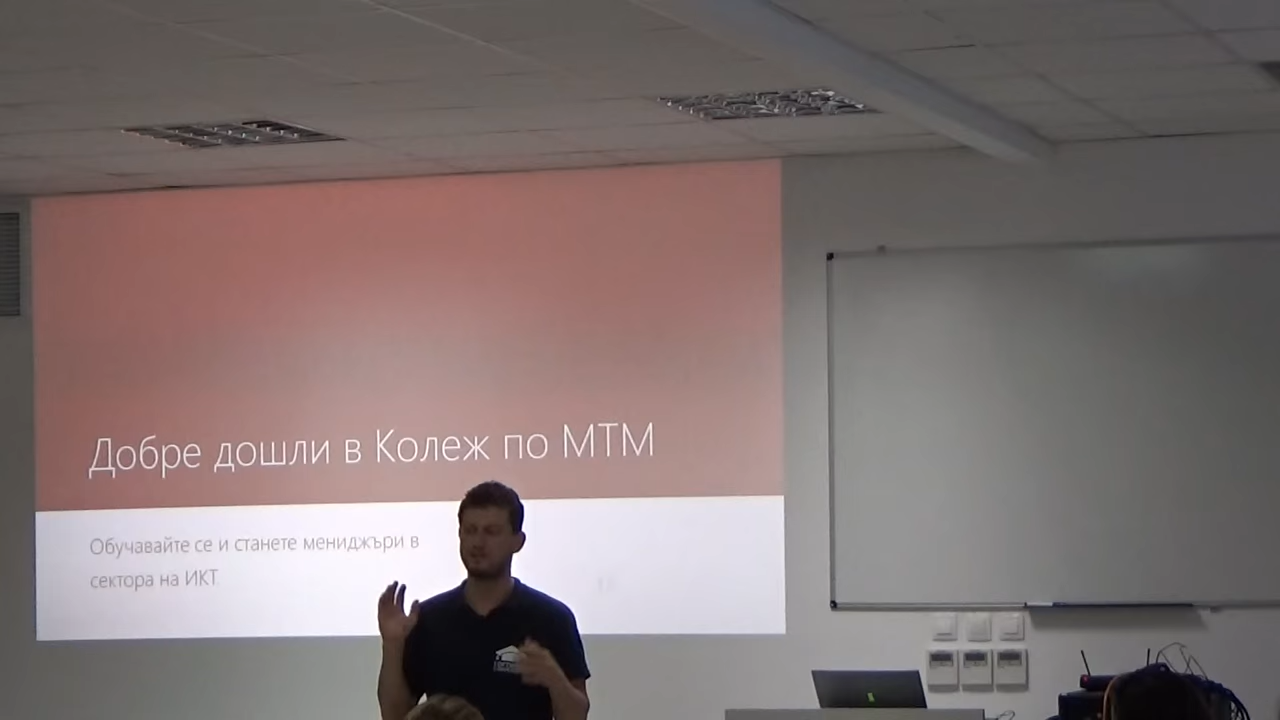 Добре дошли в Колеж по МТМ
Обучавайте се и станете мениджъри в
сектора на ИКТ